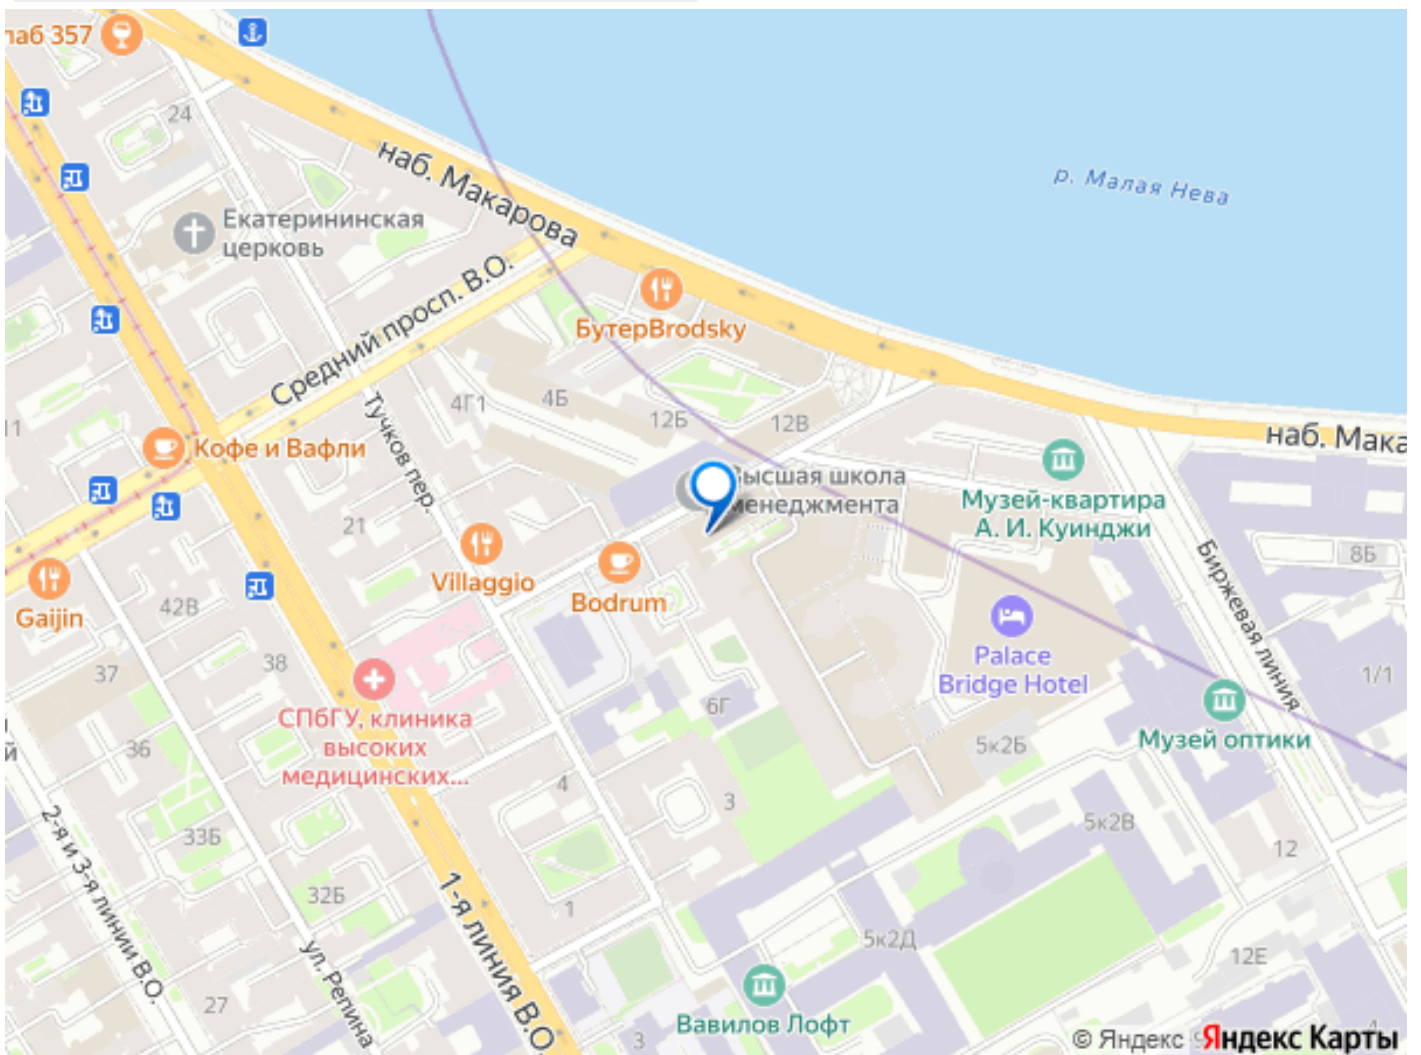 357
24
наб. Макарова
р. Малая Нева
Екатерининская
церковь
Средний просп. В.О.
БутерBrodsky
Тучков пер.
4Г1
4Б
12Б
12В
11
Кофе и Вафли
наб. Мака
Высшая школа
менеджмента
Музей-квартира
А. И. Куинджи
21
Villaggio
Bodrum
Биржевая линия
8Б
Gaijin
42В
38
37
Palace
Bridge Hotel
1/1
СПбГУ, клиника
высоких
медицинских...
6Г
5к2Б
Музей оптики
й
36
4
3
5к2В
2-я и 3-я линии В.О.
33Б
12
32Б
1-я линия В.О.
1
5к2Д
12Е
ул. Репина
27
Вавилов Лофт
3
4
© Яндекс
9
Яндекс Карты